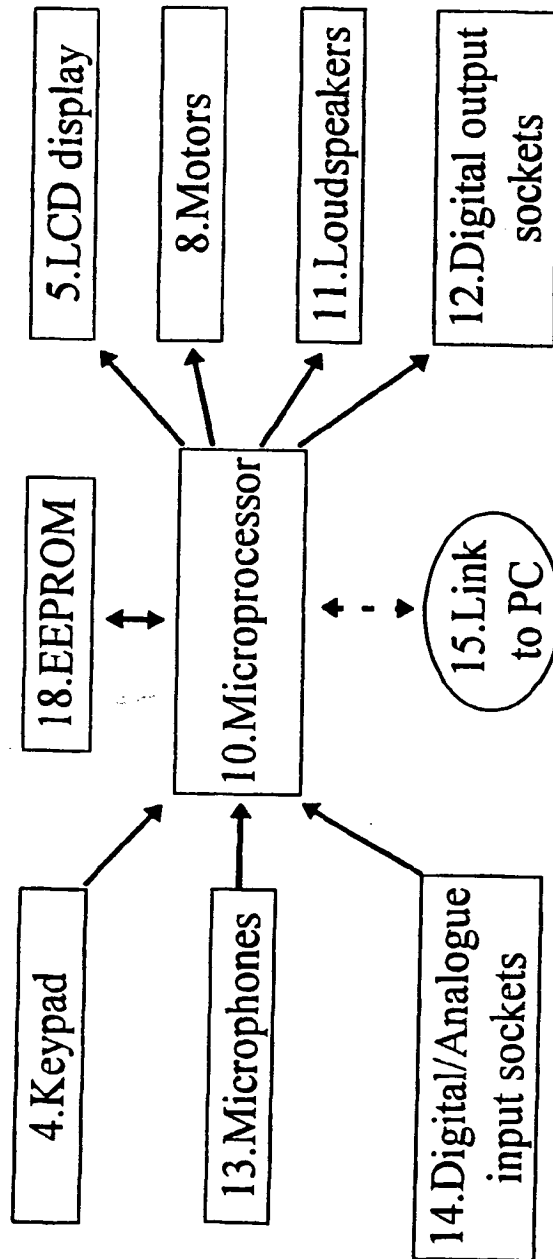 4.Keypad
13.Microphones
14.Digital/Analogue
input sockets
18.EEPROM
10.Microprocessor
15.Link
to PC
5.LCD display
8.Motors
11.Loudspeakers
12.Digital output
sockets